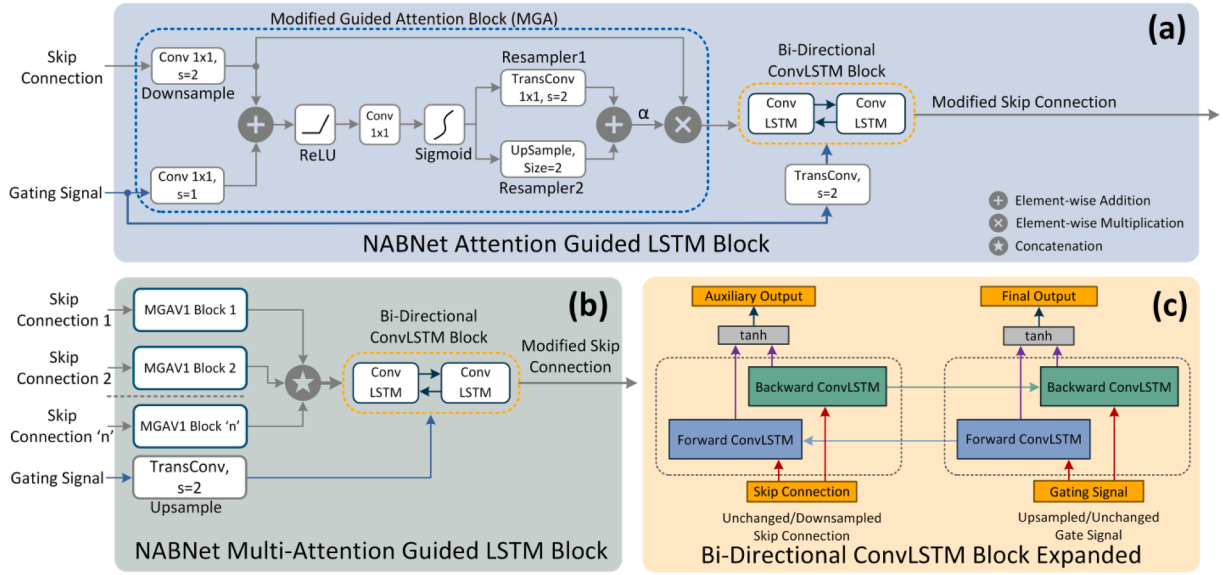 Modified Guided Attention Block (MGA)
(a)
Skip
Connection
Conv 1x1,
s=2
Downsample
Resampler1
TransConv
1x1, s=2
Bi-Directional
ConvLSTM Block
Conv
LSTM
Conv
LSTM
Modified Skip Connection
ReLU
Conv
1x1
Sigmoid
α
UpSample,
Size=2
Resampler2
Gating Signal
Conv 1x1,
s=1
TransConv,
s=2
Element-wise Addition
Element-wise Multiplication
Concatenation
NABNet Attention Guided LSTM Block
(b)
Skip
Connection 1
MGAV1 Block 1
Skip
Connection 2
MGAV1 Block 2
Skip
Connection ‘n’
MGAV1 Block ‘n’
Bi-Directional
ConvLSTM Block
Conv
LSTM
Conv
LSTM
Modified Skip
Connection
Gating Signal
TransConv,
s=2
Upsample
NABNet Multi-Attention Guided LSTM Block
(c)
Auxiliary Output
Final Output
tanh
tanh
Backward ConvLSTM
Backward ConvLSTM
Forward ConvLSTM
Forward ConvLSTM
Skip Connection
Gating Signal
Unchanged/Downsampled
Skip Connection
Upsampled/Unchanged
Gate Signal
Bi-Directional ConvLSTM Block Expanded